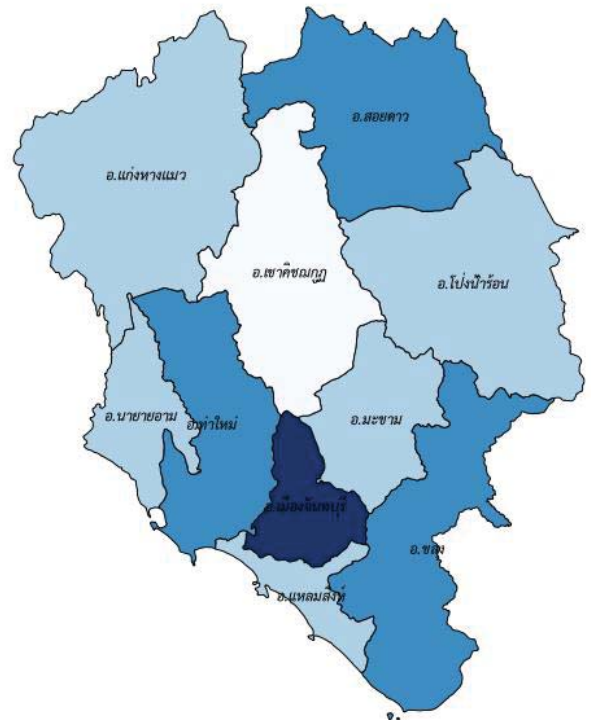 อ.สอยดาว
อ.แก่งหางแมว
อ.เขาคิชฌกูฏ
อ.โป่งน้ำร้อน
อ.นายายอาม
อ.ท่าใหม่
อ.มะขาม
อ.เมืองจันทบุรี
อ.ขลุง
อ.แหลมสิงห์